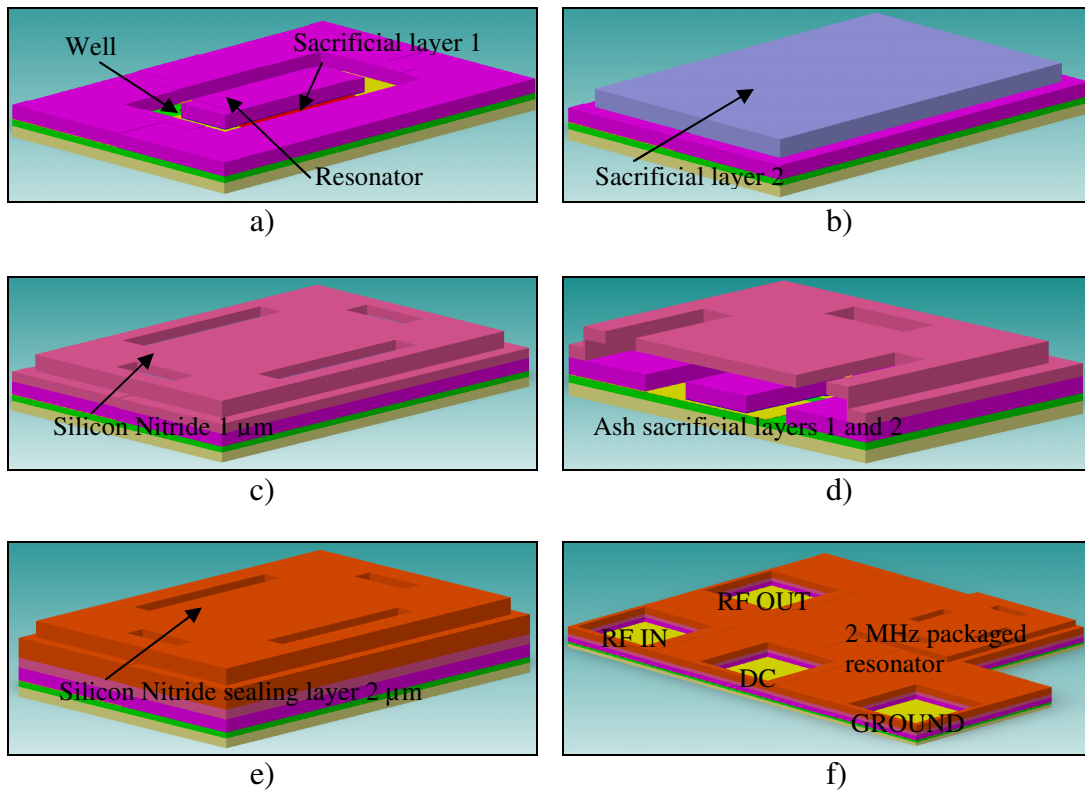 Well
Sacrificial layer 1
Resonator
a)
Sacrificial layer 2
b)
Silicon Nitride 1 µm
c)
Ash sacrificial layers 1 and 2
d)
Silicon Nitride sealing layer 2 µm
e)
RF OUT
RF IN
2 MHz packaged
resonator
DC
GROUND
f)